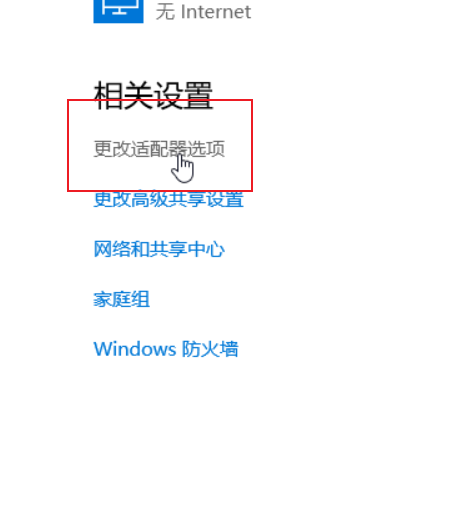 无 Internet
相关设置
更改适配器选项
更改高级共享设置
网络和共享中心
家庭组
Windows 防火墙